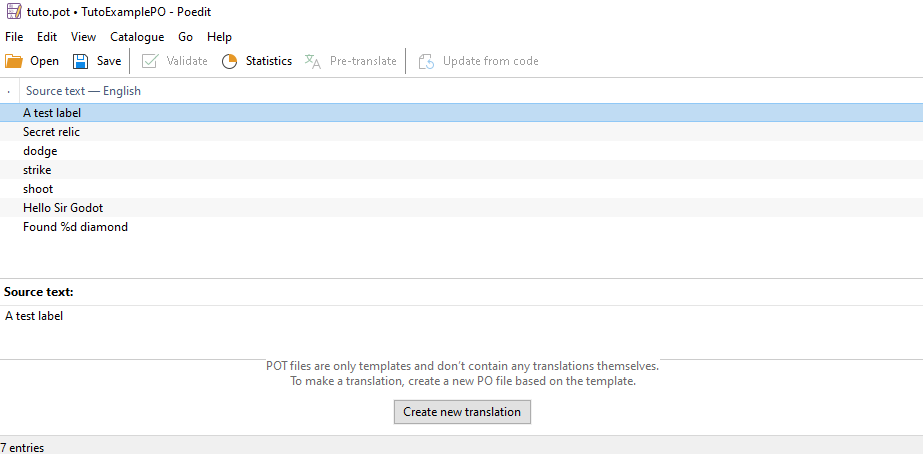 tuto.pot • TutoExamplePO - Poedit
File Edit View Catalogue Go Help
Open Save Validate Statistics Pre-translate Update from code
· Source text — English
A test label
Secret relic
dodge
strike
shoot
Hello Sir Godot
Found %d diamond
Source text:
A test label
POT files are only templates and don't contain any translations themselves.
To make a translation, create a new PO file based on the template.
Create new translation
7 entries